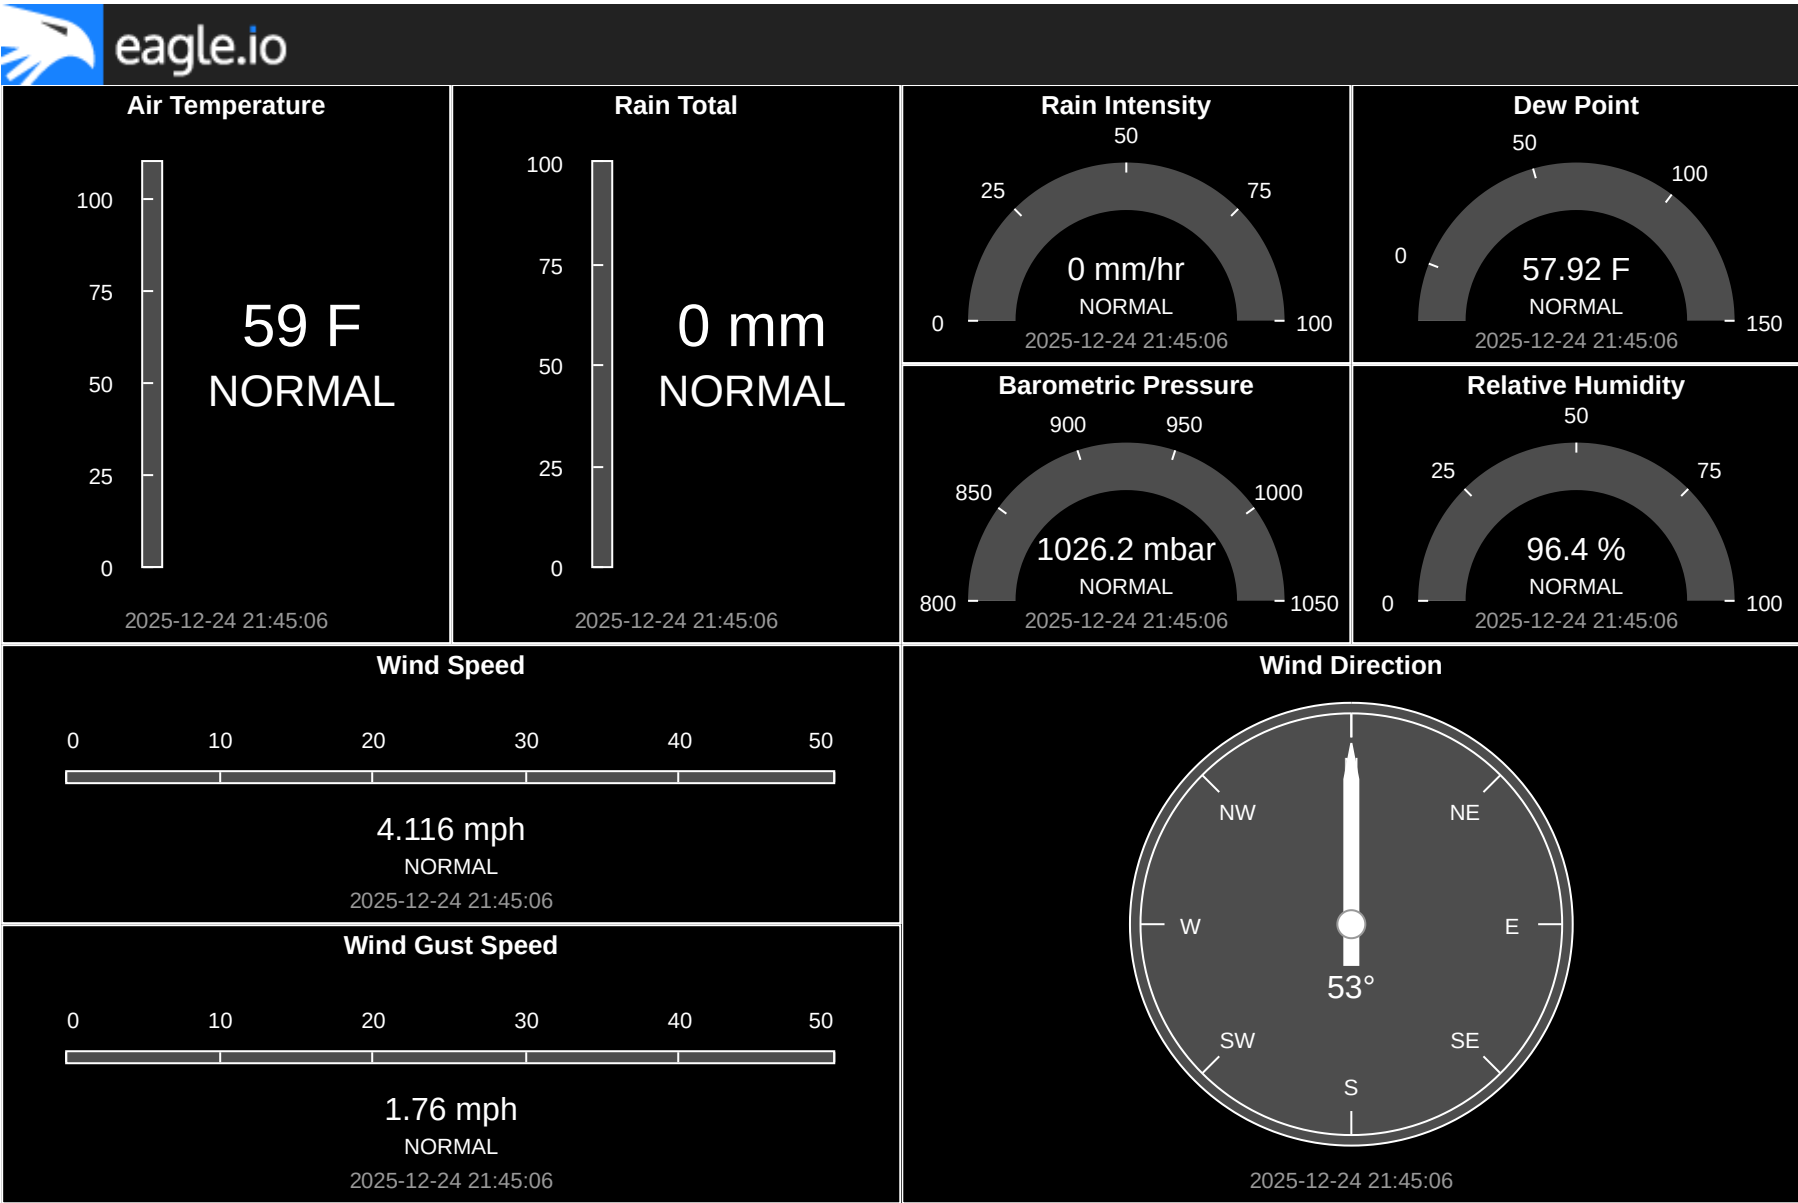 eagle.io
Air Temperature
100
75
50
25
0
59 F
NORMAL
2025-12-24 21:45:06
Rain Total
100
75
50
25
0
0 mm
NORMAL
2025-12-24 21:45:06
Rain Intensity
0
25
50
75
100
0 mm/hr
NORMAL
2025-12-24 21:45:06
Dew Point
0
50
100
150
57.92 F
NORMAL
2025-12-24 21:45:06
Barometric Pressure
800
850
900
950
1000
1050
1026.2 mbar
NORMAL
2025-12-24 21:45:06
Relative Humidity
0
25
50
75
100
96.4 %
NORMAL
2025-12-24 21:45:06
Wind Speed
0 10 20 30 40 50
4.116 mph
NORMAL
2025-12-24 21:45:06
Wind Gust Speed
0 10 20 30 40 50
1.76 mph
NORMAL
2025-12-24 21:45:06
Wind Direction
NW NE
W E
53°
SW SE
S
2025-12-24 21:45:06